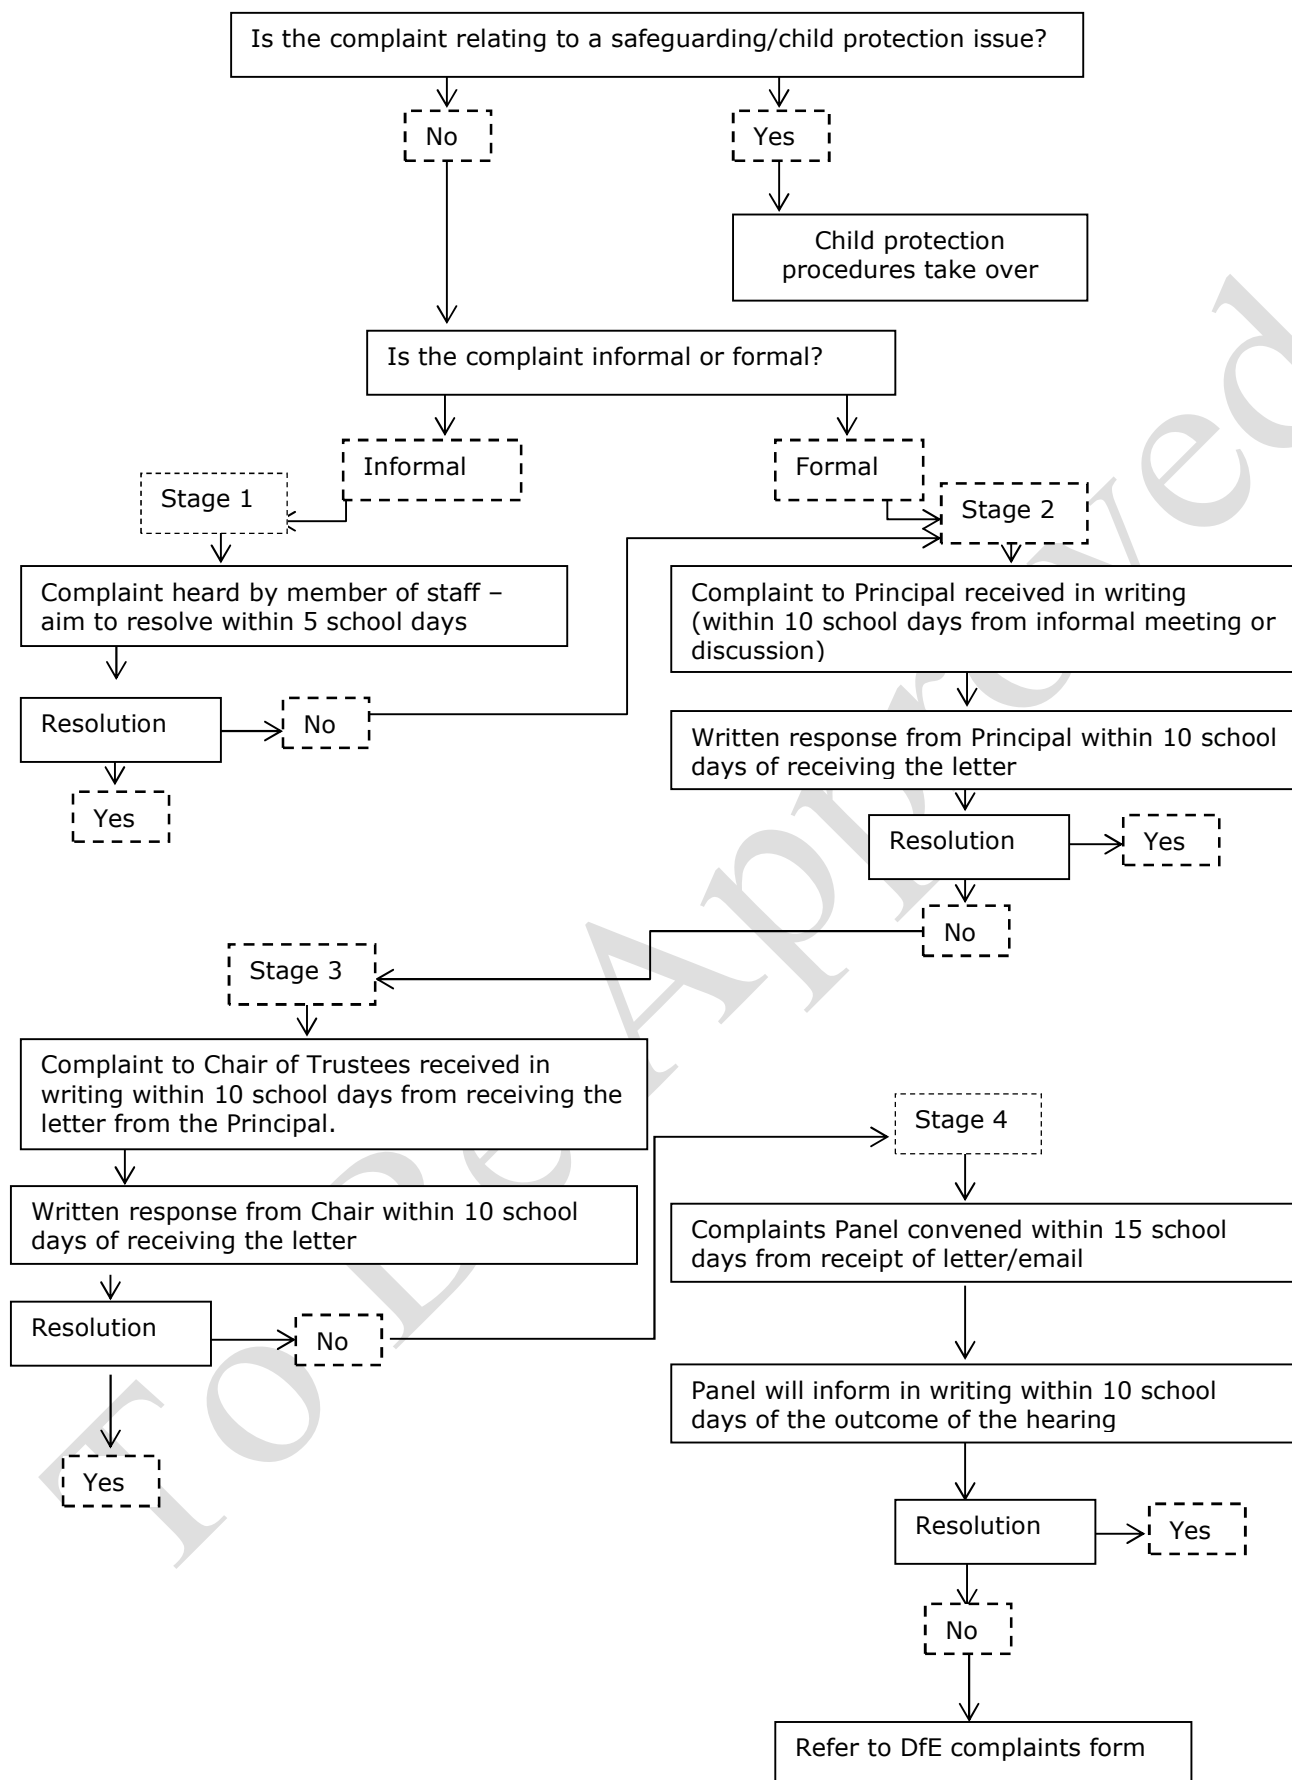 Is the complaint relating to a safeguarding/child protection issue?
No
Yes
Child protection
procedures take over
Is the complaint informal or formal?
Informal
Formal
Stage 1
Stage 2
Complaint heard by member of staff –
aim to resolve within 5 school days
Complaint to Principal received in writing
(within 10 school days from informal meeting or
discussion)
Resolution
No
Written response from Principal within 10 school
days of receiving the letter
Yes
Resolution
Yes
No
Stage 3
Complaint to Chair of Trustees received in
writing within 10 school days from receiving the
letter from the Principal.
Stage 4
Written response from Chair within 10 school
days of receiving the letter
Complaints Panel convened within 15 school
days from receipt of letter/email
Resolution
No
Panel will inform in writing within 10 school
days of the outcome of the hearing
Yes
Resolution
Yes
No
Refer to DfE complaints form
To Be Approved